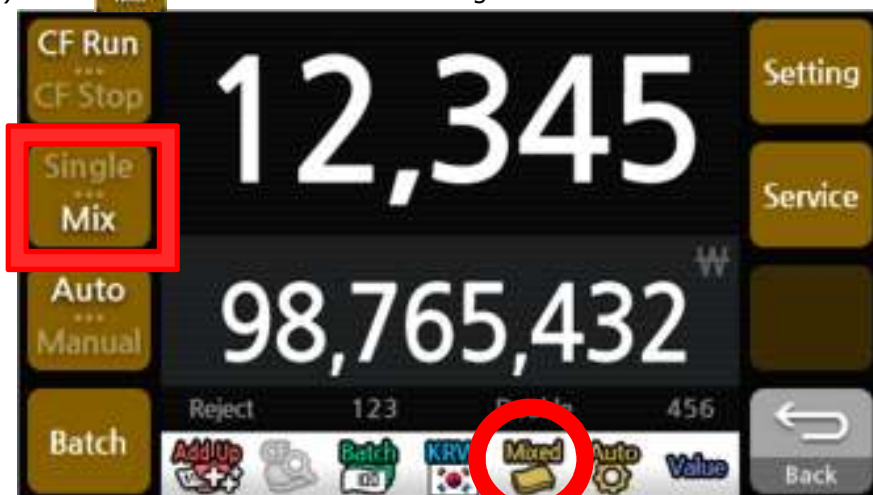 CF Run
...
CF Stop
Single
...
Mix
Auto
...
Manual
Batch
12,345
₩
98,765,432
Reject 123 456
Add Up Batch KRW Mixed Auto Value
Setting
Service
Back